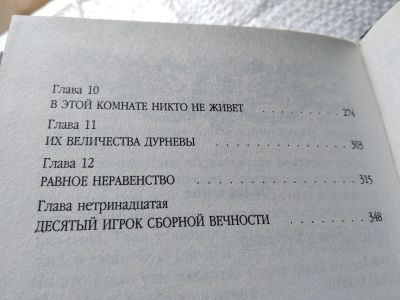 Глава 10
В ЭТОЙ КОМНАТЕ НИКТО НЕ ЖИВЕТ . . . . . . . . . 274
Глава 11
ИХ ВЕЛИЧЕСТВА ДУРНЕВЫ . . . . . . . . . . . . . 303
Глава 12
РАВНОЕ НЕРАВЕНСТВО . . . . . . . . . . . . . . . 315
Глава нетринадцатая
ДЕСЯТЫЙ ИГРОК СБОРНОЙ ВЕЧНОСТИ . . . . . . . . 348